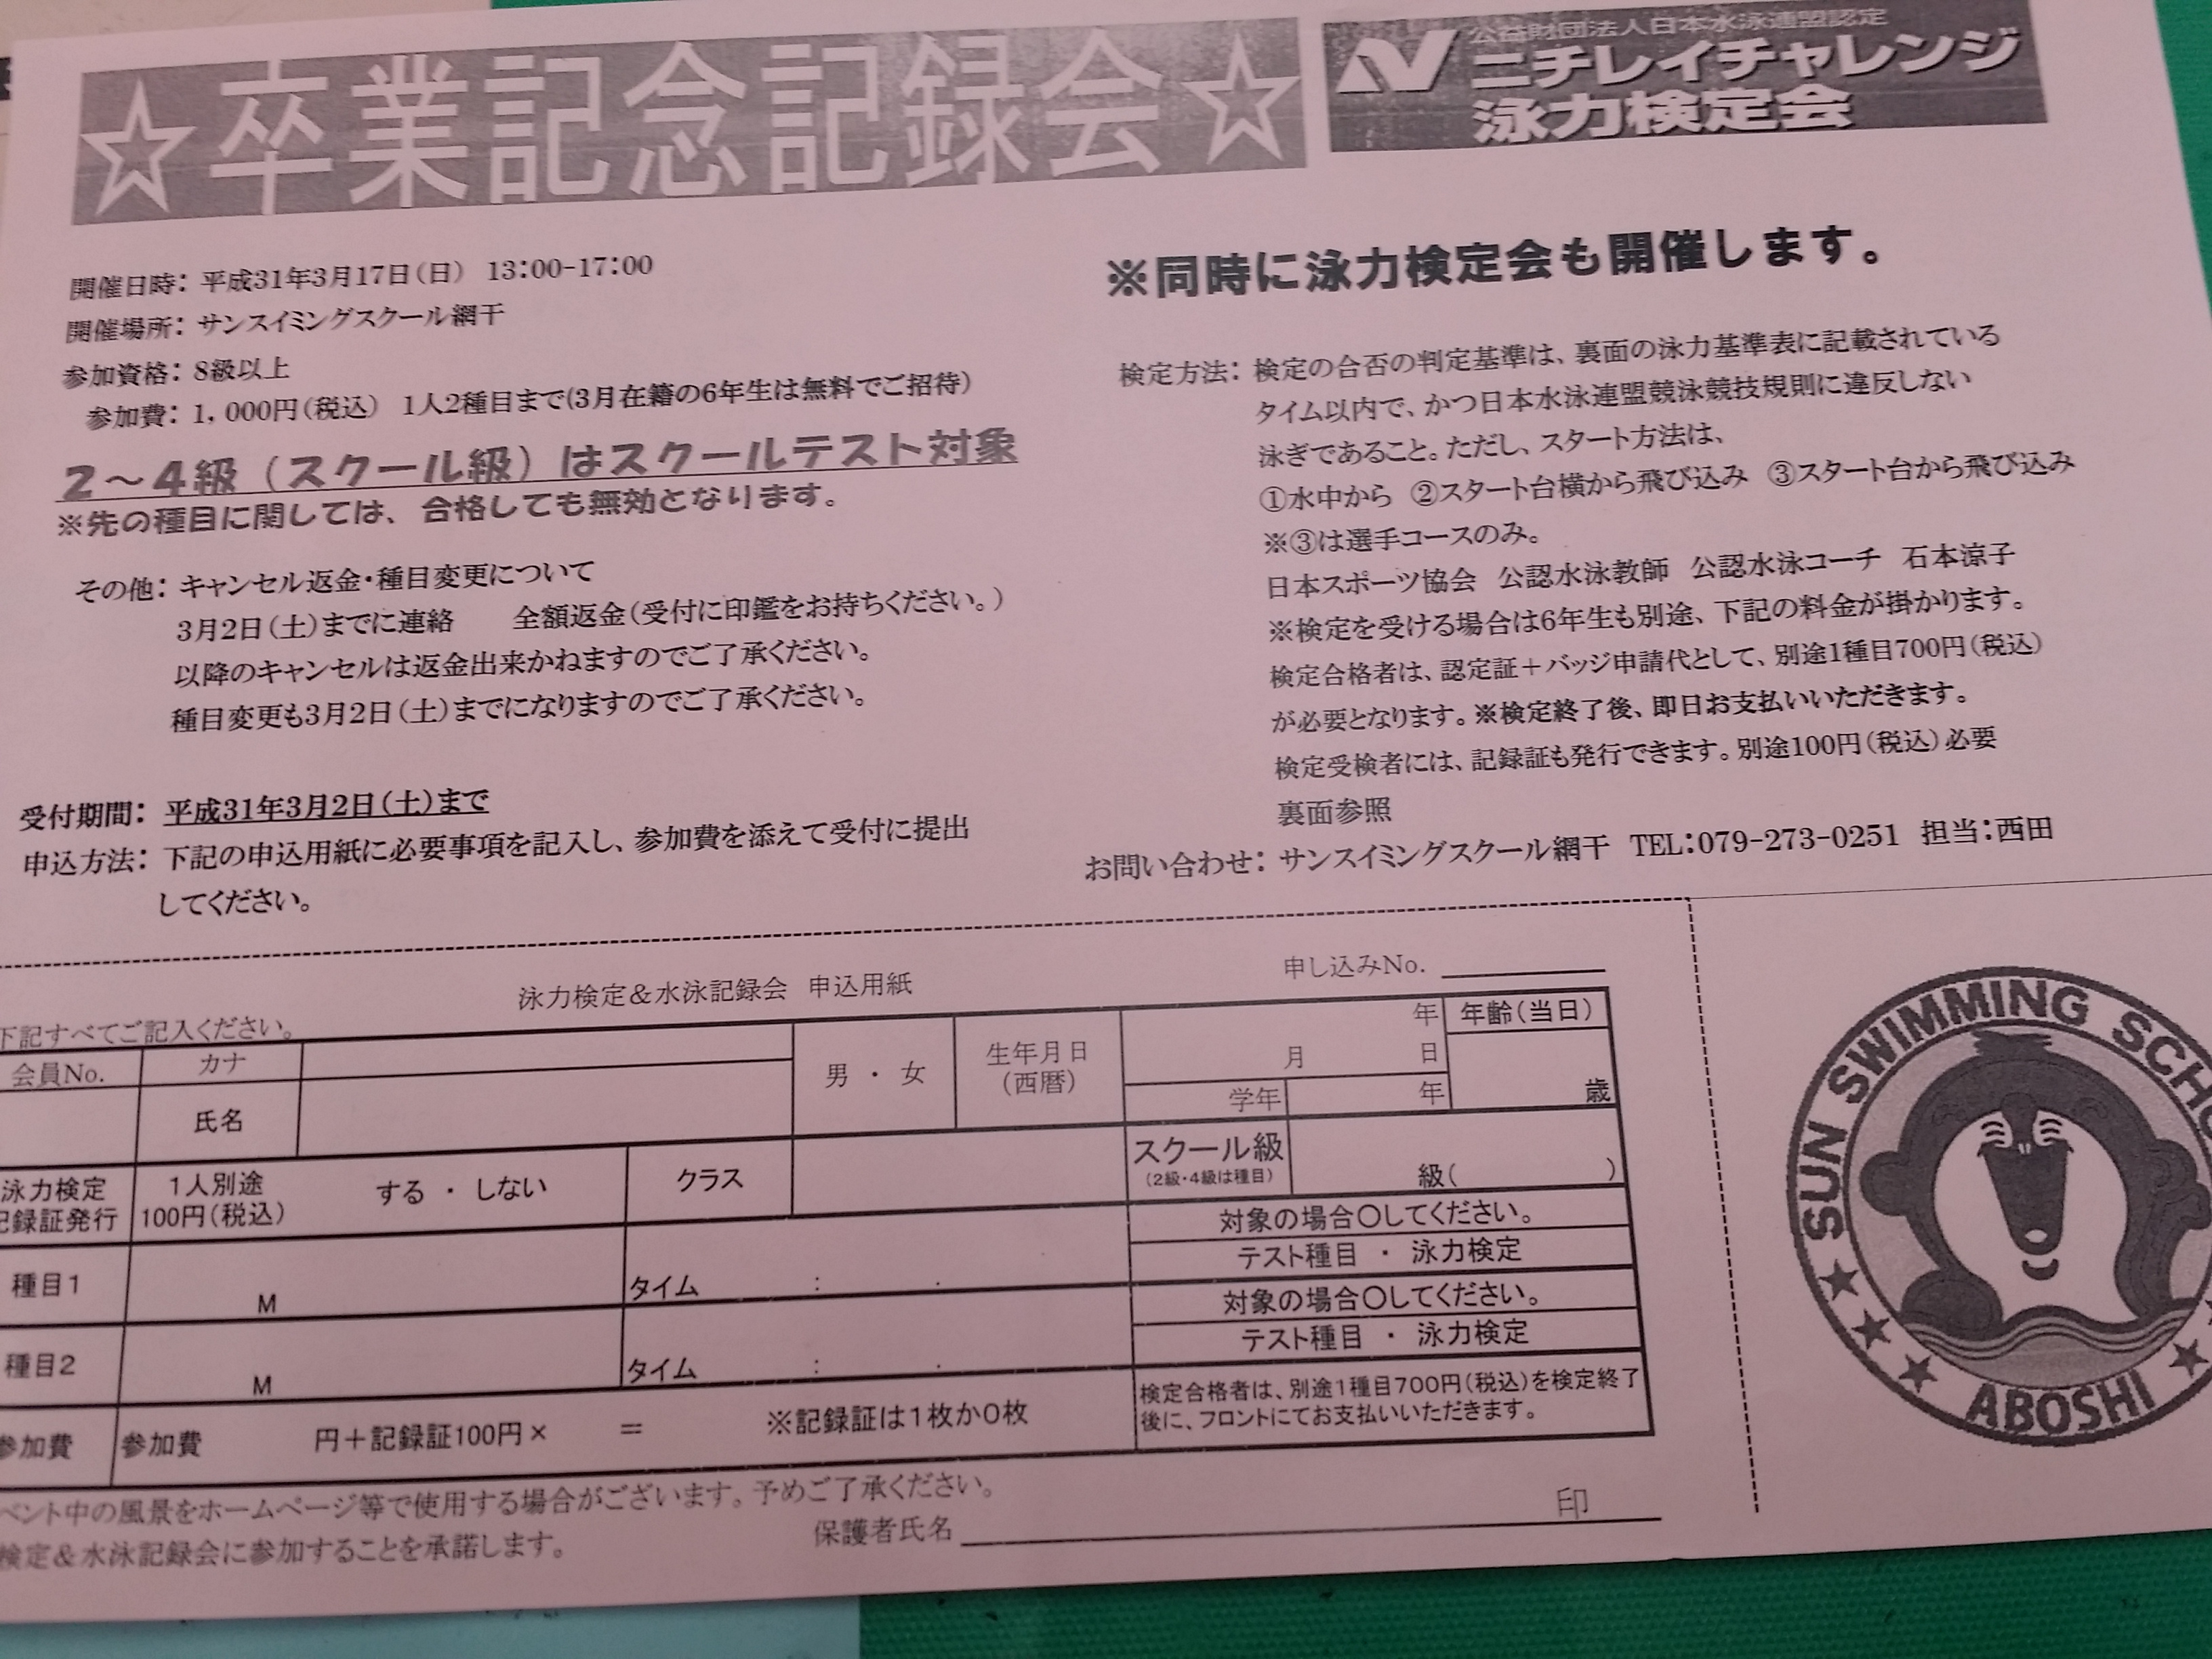 ☆卒業記念記録会☆
公益財団法人日本水泳連盟認定
ニチレイチャレンジ
泳力検定会
開催日時：平成31年3月17日（日） 13：00-17：00
開催場所：サンスイミングスクール網干
参加資格：8級以上
参加費：1，000円（税込） 1人2種目まで(3月在籍の6年生は無料でご招待)
2～4級（スクール級）はスクールテスト対象
※先の種目に関しては、合格しても無効となります。
その他：キャンセル返金・種目変更について
3月2日（土）までに連絡 全額返金（受付に印鑑をお持ちください。）
以降のキャンセルは返金出来かねますのでご了承ください。
種目変更も3月2日（土）までになりますのでご了承ください。
受付期間：平成31年3月2日（土）まで
申込方法：下記の申込用紙に必要事項を記入し、参加費を添えて受付に提出
してください。
※同時に泳力検定会も開催します。
検定方法：検定の合否の判定基準は、裏面の泳力基準表に記載されている
タイム以内で、かつ日本水泳連盟競泳競技規則に違反しない
泳ぎであること。ただし、スタート方法は、
①水中から ②スタート台横から飛び込み ③スタート台から飛び込み
※③は選手コースのみ。
日本スポーツ協会 公認水泳教師 公認水泳コーチ 石本涼子
※検定を受ける場合は6年生も別途、下記の料金が掛かります。
検定合格者は、認定証＋バッジ申請代として、別途1種目700円（税込）
が必要となります。※検定終了後、即日お支払いいただきます。
検定受検者には、記録証も発行できます。別途100円（税込）必要
裏面参照
お問い合わせ：サンスイミングスクール網干 TEL：079-273-0251 担当：西田
泳力検定＆水泳記録会 申込用紙
申し込みNo.
下記すべてご記入ください。
会員No.
カナ
氏名
男 ・ 女
生年月日
（西暦）
年
月 日
学年 年
年齢（当日）
歳
泳力検定
記録証発行
1人別途
100円（税込）
する ・ しない
クラス
スクール級
（2級・4級は種目）
級（ ）
種目1
M
タイム ： .
対象の場合〇してください。
テスト種目 ・ 泳力検定
種目2
M
タイム ： .
対象の場合〇してください。
テスト種目 ・ 泳力検定
参加費
参加費 円＋記録証100円× ＝ ※記録証は1枚か0枚
検定合格者は、別途1種目700円（税込）を検定終了
後に、フロントにてお支払いいただきます。
ベント中の風景をホームページ等で使用する場合がございます。予めご了承ください。
検定＆水泳記録会に参加することを承諾します。
保護者氏名 印
SUN SWIMMING SCHO
ABOSHI